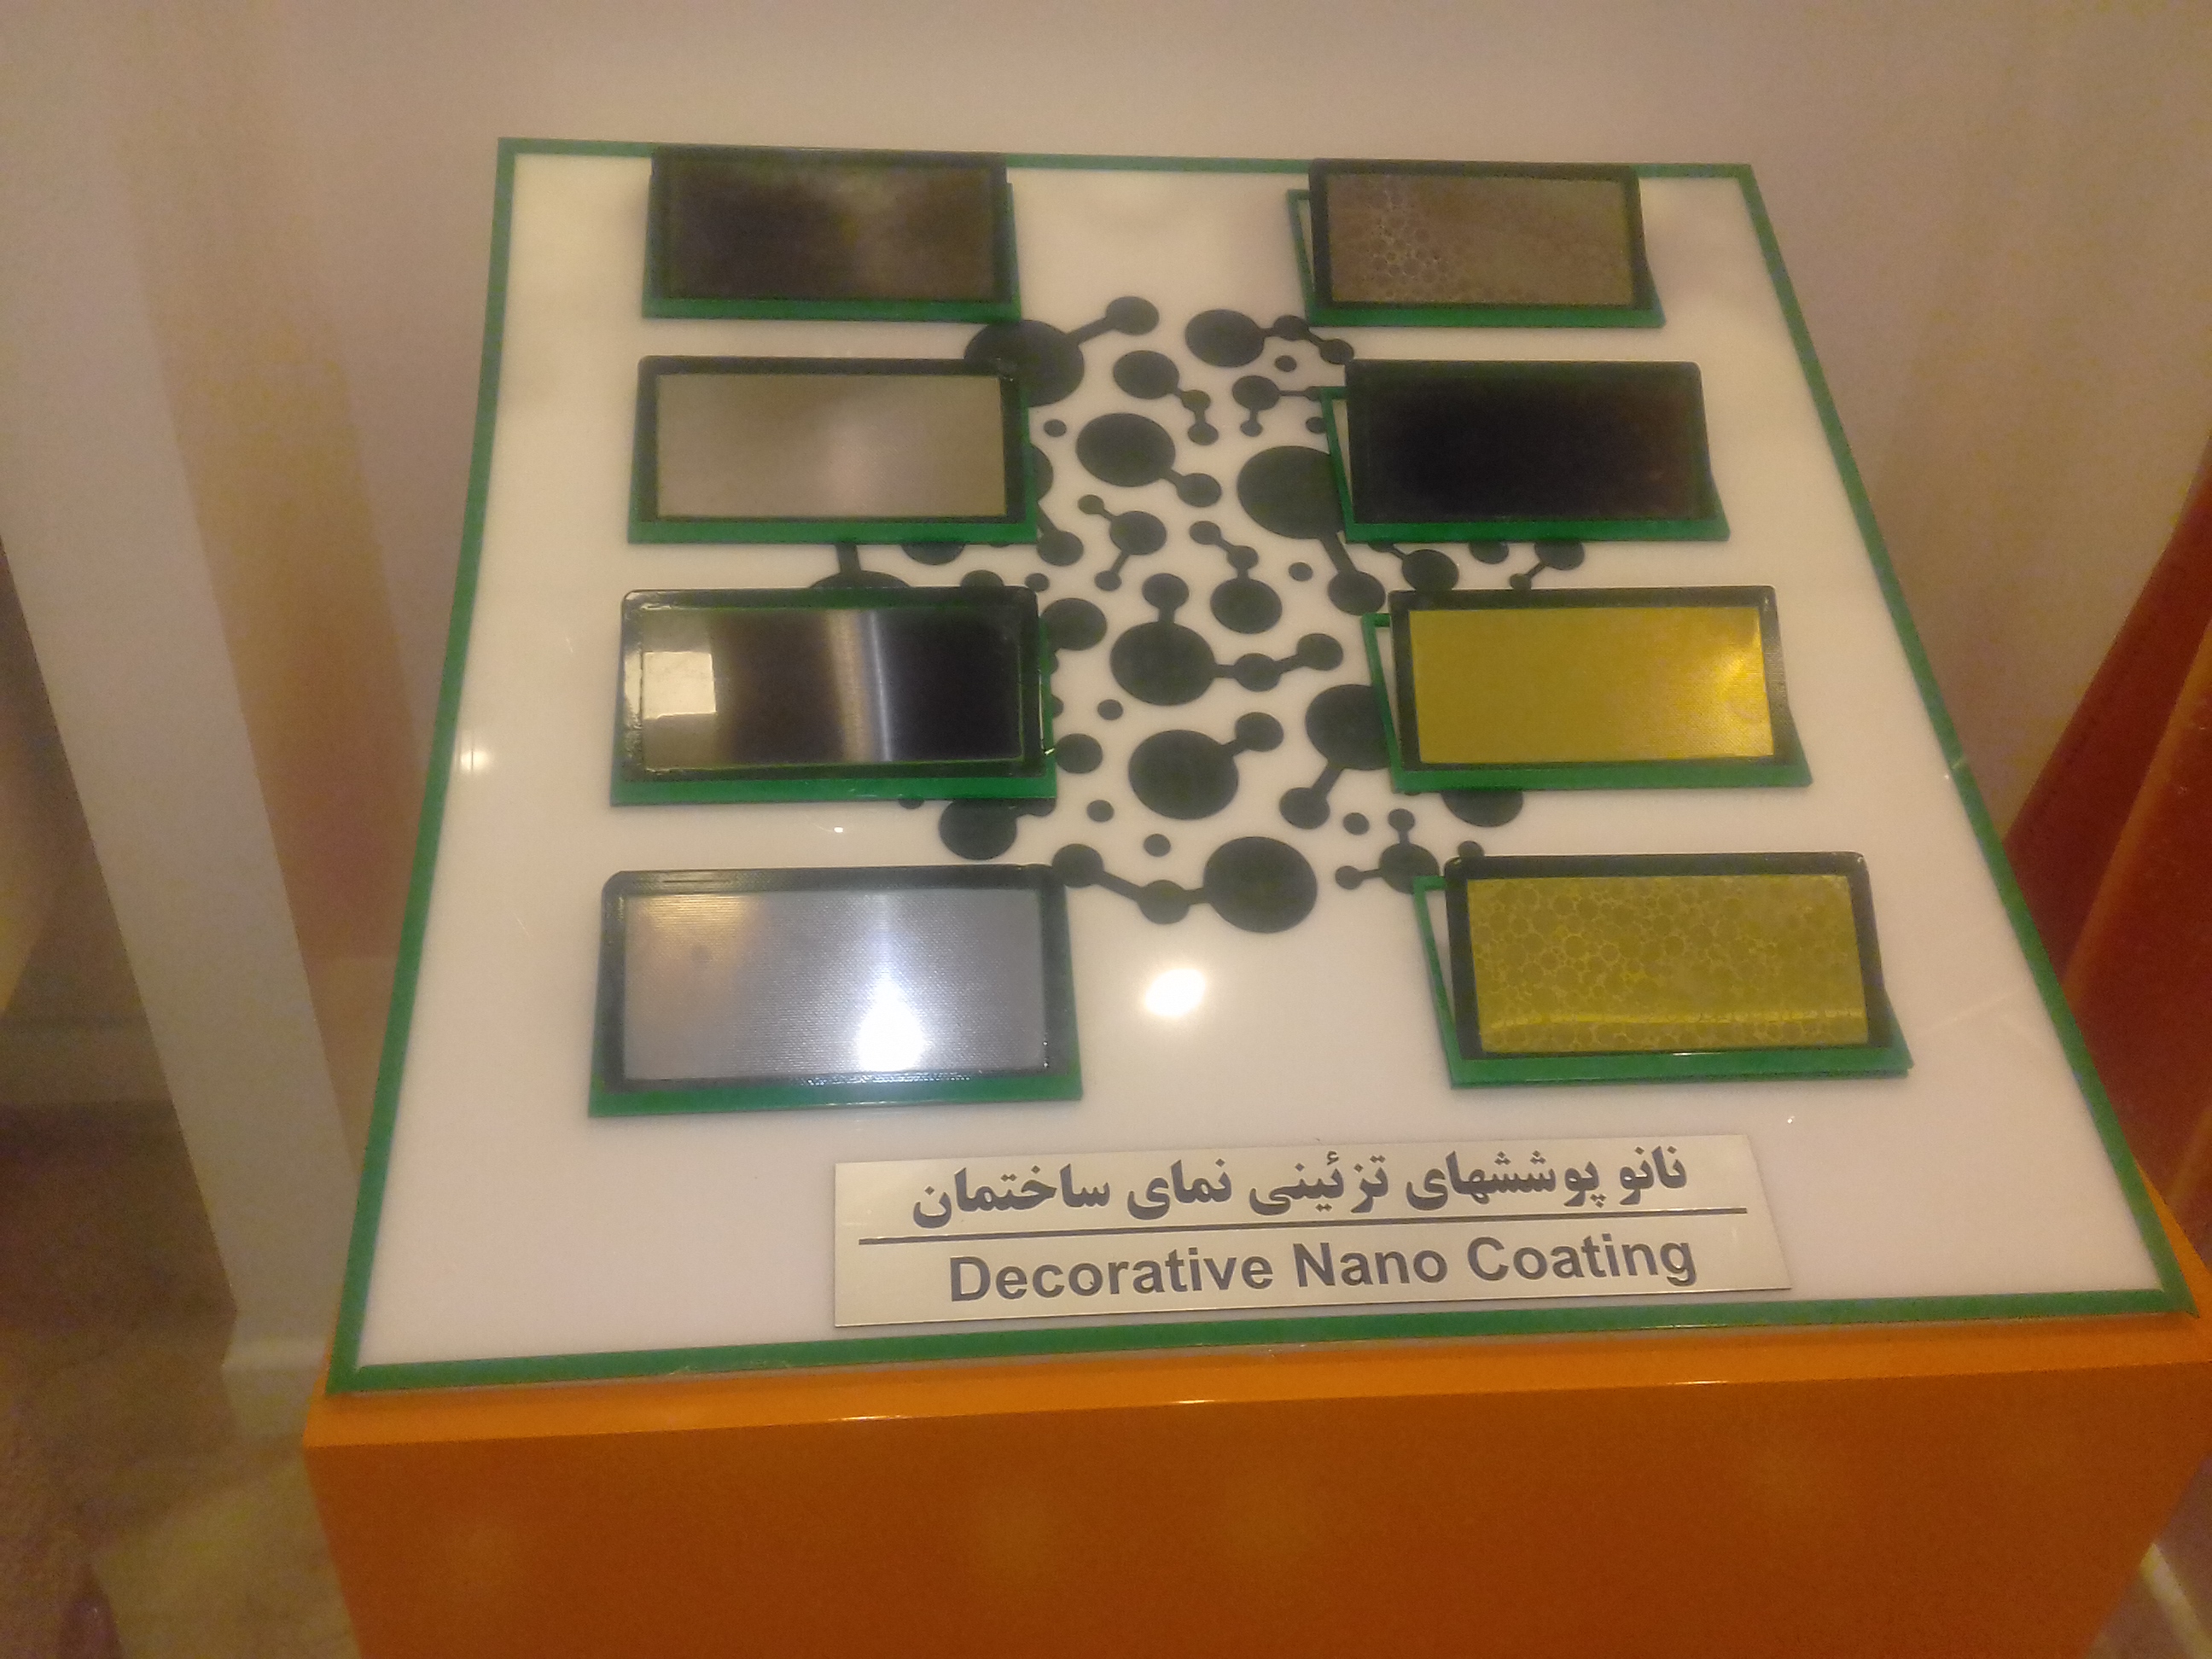 نانو پوششهای تزئینی نمای ساختمان
Decorative Nano Coating